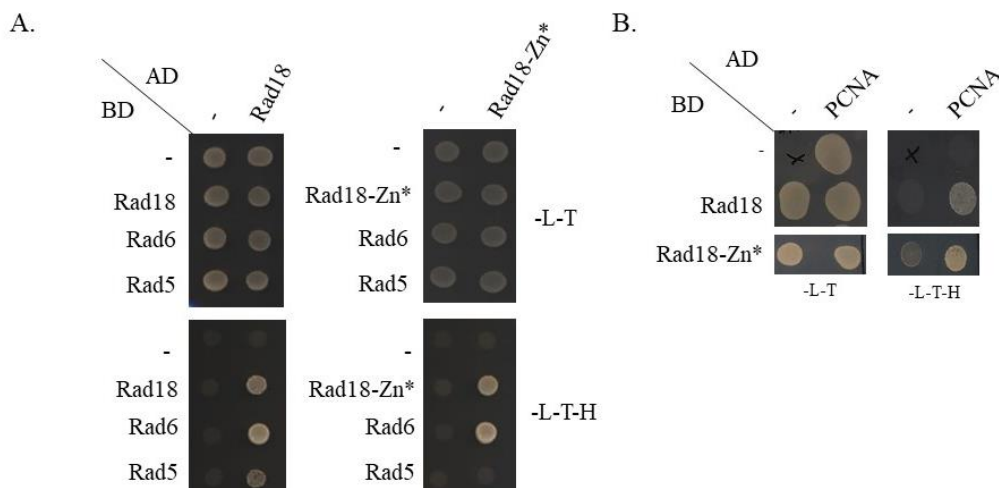 A.
AD
BD
-
Rad18
-
Rad18
Rad6
Rad5
-
Rad18
Rad6
Rad5
-
Rad18-Zn*
-
Rad18-Zn*
Rad6
Rad5
-L-T
-
Rad18-Zn*
Rad6
Rad5
-L-T-H
B.
AD
BD
-
PCNA
-
PCNA
-
Rad18
Rad18-Zn*
-L-T
-L-T-H